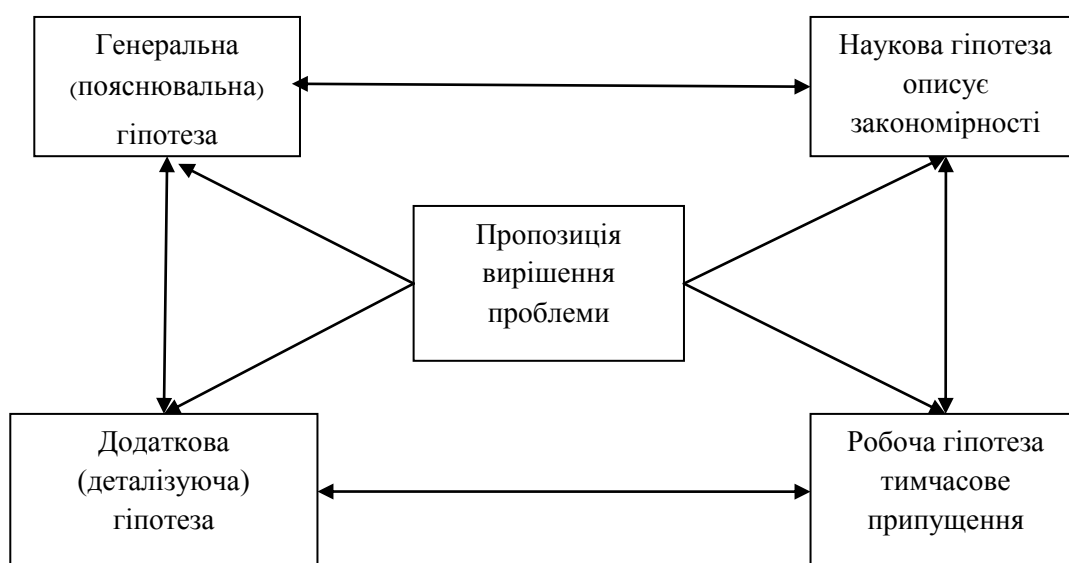 Генеральна
(пояснювальна)
гіпотеза
Наукова гіпотеза
описує
закономірності
Пропозиція
вирішення
проблеми
Додаткова
(деталізуюча)
гіпотеза
Робоча гіпотеза
тимчасове
припущення